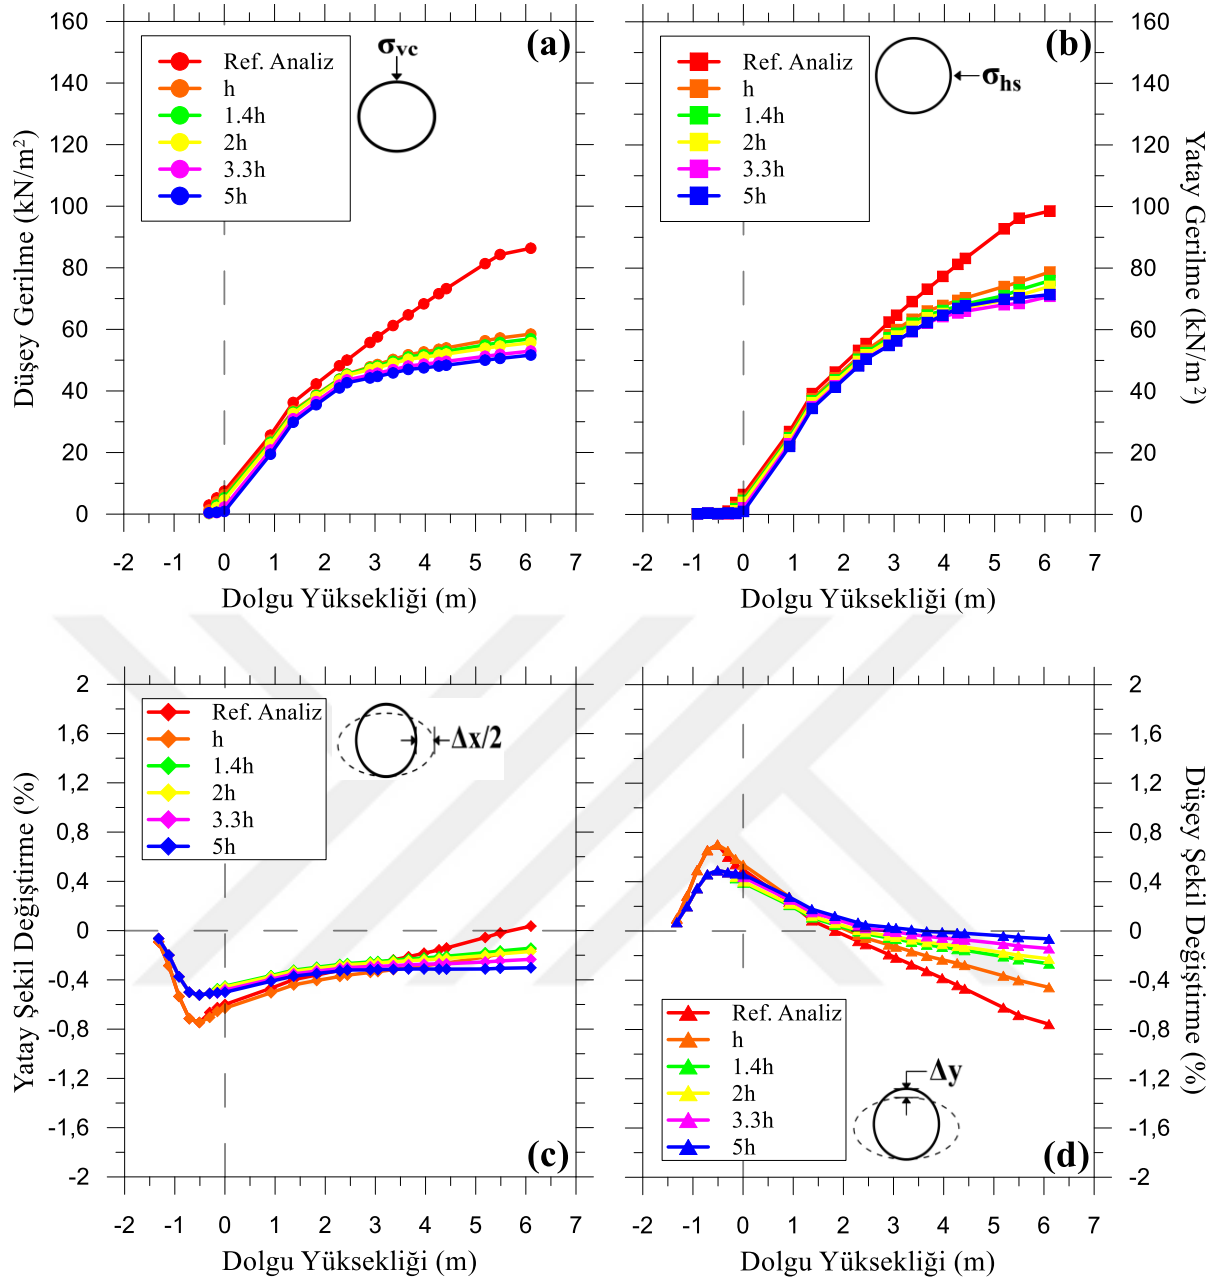 (a)
160
140
120
100
80
60
40
20
0
Düşey Gerilme (kN/m²)
Ref. Analiz
h
1.4h
2h
3.3h
5h
σvc
-2 -1 0 1 2 3 4 5 6 7
Dolgu Yüksekliği (m)
(b)
Ref. Analiz
h
1.4h
2h
3.3h
5h
σhs
160
140
120
100
80
60
40
20
0
Yatay Gerilme (kN/m²)
-2 -1 0 1 2 3 4 5 6 7
Dolgu Yüksekliği (m)
2
1,6
1,2
0,8
0,4
0
-0,4
-0,8
-1,2
-1,6
-2
Yatay Şekil Değiştirme (%)
Ref. Analiz
h
1.4h
2h
3.3h
5h
Δx/2
(c)
-2 -1 0 1 2 3 4 5 6 7
Dolgu Yüksekliği (m)
2
1,6
1,2
0,8
0,4
0
-0,4
-0,8
-1,2
-1,6
-2
Düşey Şekil Değiştirme (%)
Ref. Analiz
h
1.4h
2h
3.3h
5h
Δy
(d)
-2 -1 0 1 2 3 4 5 6 7
Dolgu Yüksekliği (m)